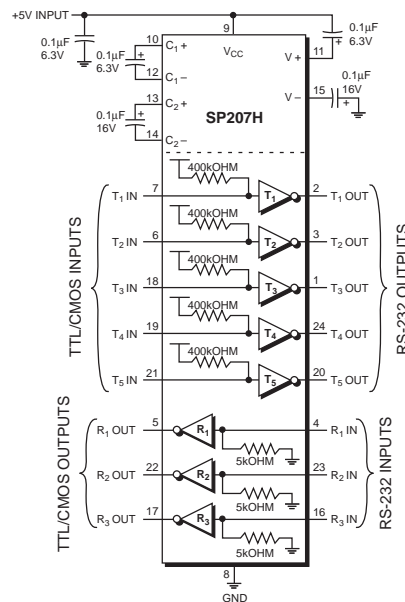 +5V INPUT
0.1µF
6.3V
9
VCC
0.1µF
6.3V
10
C1+
0.1µF
6.3V
12
C1–
V+
11
13
C2+
0.1µF
16V
14
C2–
V–
15
0.1µF
16V
SP207H
400kOHM
T1 IN
7
T1
2
T1 OUT
400kOHM
T2 IN
6
T2
3
T2 OUT
400kOHM
T3 IN
18
T3
1
T3 OUT
400kOHM
T4 IN
19
T4
24
T4 OUT
400kOHM
T5 IN
21
T5
20
T5 OUT
TTL/CMOS INPUTS
RS-232 OUTPUTS
R1 OUT
5
R1
4
R1 IN
5kOHM
R2 OUT
22
R2
23
R2 IN
5kOHM
R3 OUT
17
R3
16
R3 IN
5kOHM
TTL/CMOS OUTPUTS
RS-232 INPUTS
8
GND